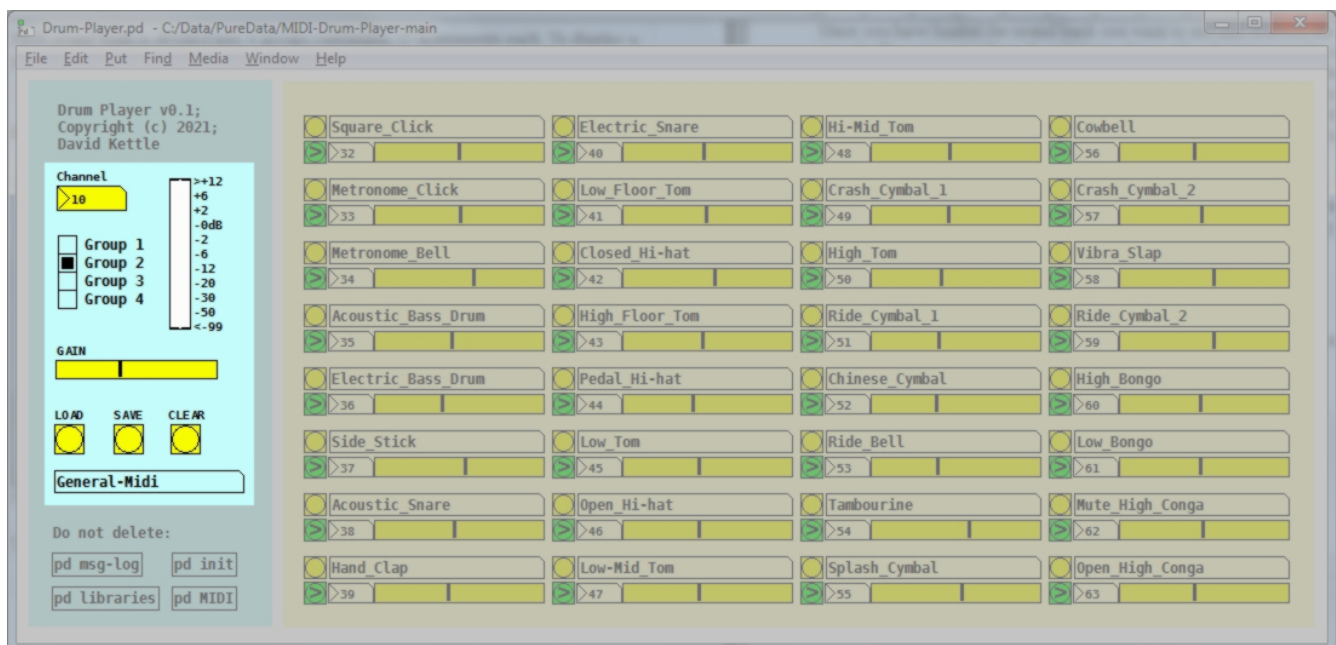 Drum-Player.pd - C:/Data/PureData/MIDI-Drum-Player-main
File Edit Put Find Media Window Help
Drum Player v0.1;
Copyright (c) 2021;
David Kettle
Channel
10
>+12
+6
+2
-0dB
-2
-6
-12
-20
-30
-50
<-99
Group 1
Group 2
Group 3
Group 4
GAIN
LOAD SAVE CLEAR
General-Midi
Do not delete:
pd msg-log pd init
pd libraries pd MIDI
Square_Click Electric_Snare Hi-Mid_Tom Cowbell
> 32 > 40 > 48 > 56
Metronome_Click Low_Floor_Tom Crash_Cymbal_1 Crash_Cymbal_2
> 33 > 41 > 49 > 57
Metronome_Bell Closed_Hi-hat High_Tom Vibra_Slap
> 34 > 42 > 50 > 58
Acoustic_Bass_Drum High_Floor_Tom Ride_Cymbal_1 Ride_Cymbal_2
> 35 > 43 > 51 > 59
Electric_Bass_Drum Pedal_Hi-hat Chinese_Cymbal High_Bongo
> 36 > 44 > 52 > 60
Side_Stick Low_Tom Ride_Bell Low_Bongo
> 37 > 45 > 53 > 61
Acoustic_Snare Open_Hi-hat Tambourine Mute_High_Conga
> 38 > 46 > 54 > 62
Hand_Clap Low-Mid_Tom Splash_Cymbal Open_High_Conga
> 39 > 47 > 55 > 63